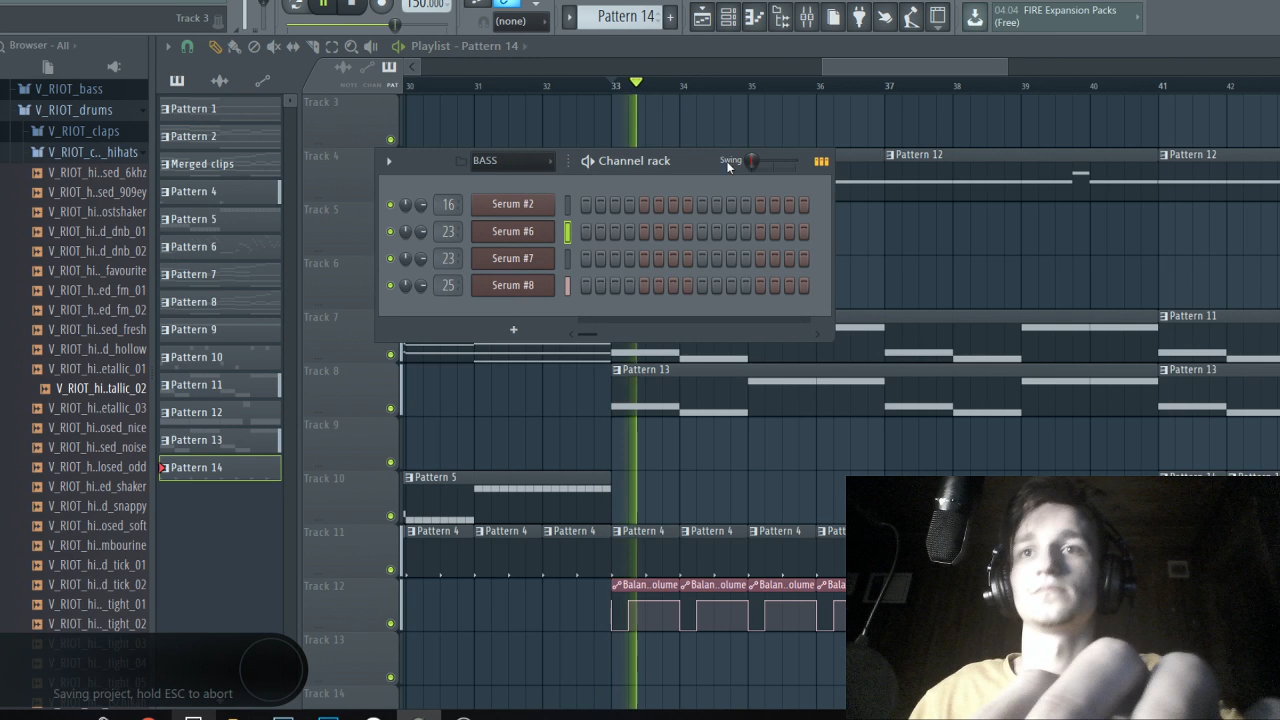 150.000
(none)
Pattern 14
04.04 FIRE Expansion Packs
(Free)
Track 3
Browser - All
Playlist - Pattern 14
NOTE CHAN PAT
30 31 32 33 34 35 36 37 38 39 40 41 42
V_RIOT_bass
V_RIOT_drums
V_RIOT_claps
V_RIOT_c.._hihats
V_RIOT_hi...sed_6khz
V_RIOT_h..sed_909ey
V_RIOT_hi...ostshaker
V_RIOT_hi...d_dnb_01
V_RIOT_hi...d_dnb_02
V_RIOT_hi.._favourite
V_RIOT_h..ed_fm_01
V_RIOT_h..ed_fm_02
V_RIOT_hi...sed_fresh
V_RIOT_hi...d_hollow
V_RIOT_hi...etallic_01
V_RIOT_hi...tallic_02
V_RIOT_hi..etallic_03
V_RIOT_hi...osed_nice
V_RIOT_hi...sed_noise
V_RIOT_h..losed_odd
V_RIOT_hi...ed_shaker
V_RIOT_hi...d_snappy
V_RIOT_hi...osed_soft
V_RIOT_hi..mbourine
V_RIOT_hi...d_tick_01
V_RIOT_hi...d_tick_02
V_RIOT_hi...tight_01
V_RIOT_hi.._tight_02
Saving project, hold ESC to abort
Pattern 1
Pattern 2
Merged clips
Pattern 4
Pattern 5
Pattern 6
Pattern 7
Pattern 8
Pattern 9
Pattern 10
Pattern 11
Pattern 12
Pattern 13
Pattern 14
Track 3
Track 4
Pattern 12
Pattern 12
Track 5
Track 6
Track 7
Pattern 11
Track 8
Pattern 13
Pattern 13
Track 9
Track 10
Pattern 5
Track 11
Pattern 4 Pattern 4 Pattern 4 Pattern 4 Pattern 4 Pattern 4
Track 12
Balan..olume Balan..olume Balan..olume
Track 13
Track 14
BASS
Channel rack
Swing
16 Serum #2
23 Serum #6
23 Serum #7
25 Serum #8